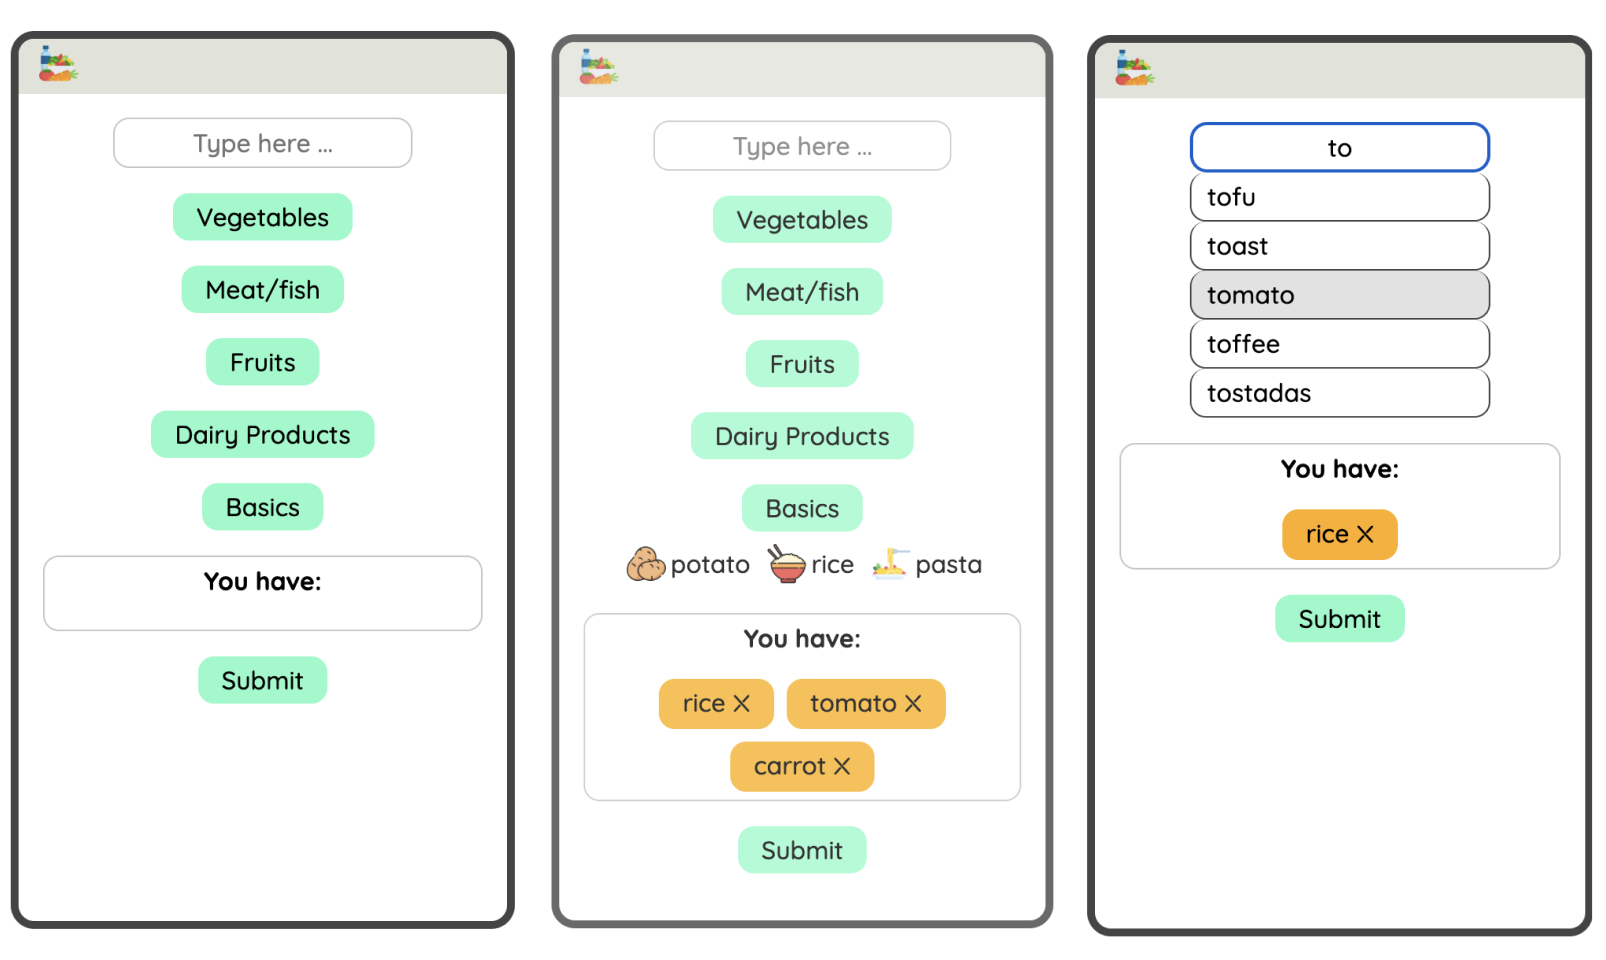 Type here ...
Vegetables
Meat/fish
Fruits
Dairy Products
Basics
You have:
Submit
Type here ...
Vegetables
Meat/fish
Fruits
Dairy Products
Basics
potato rice pasta
You have:
rice X tomato X
carrot X
Submit
to
tofu
toast
tomato
toffee
tostadas
You have:
rice X
Submit